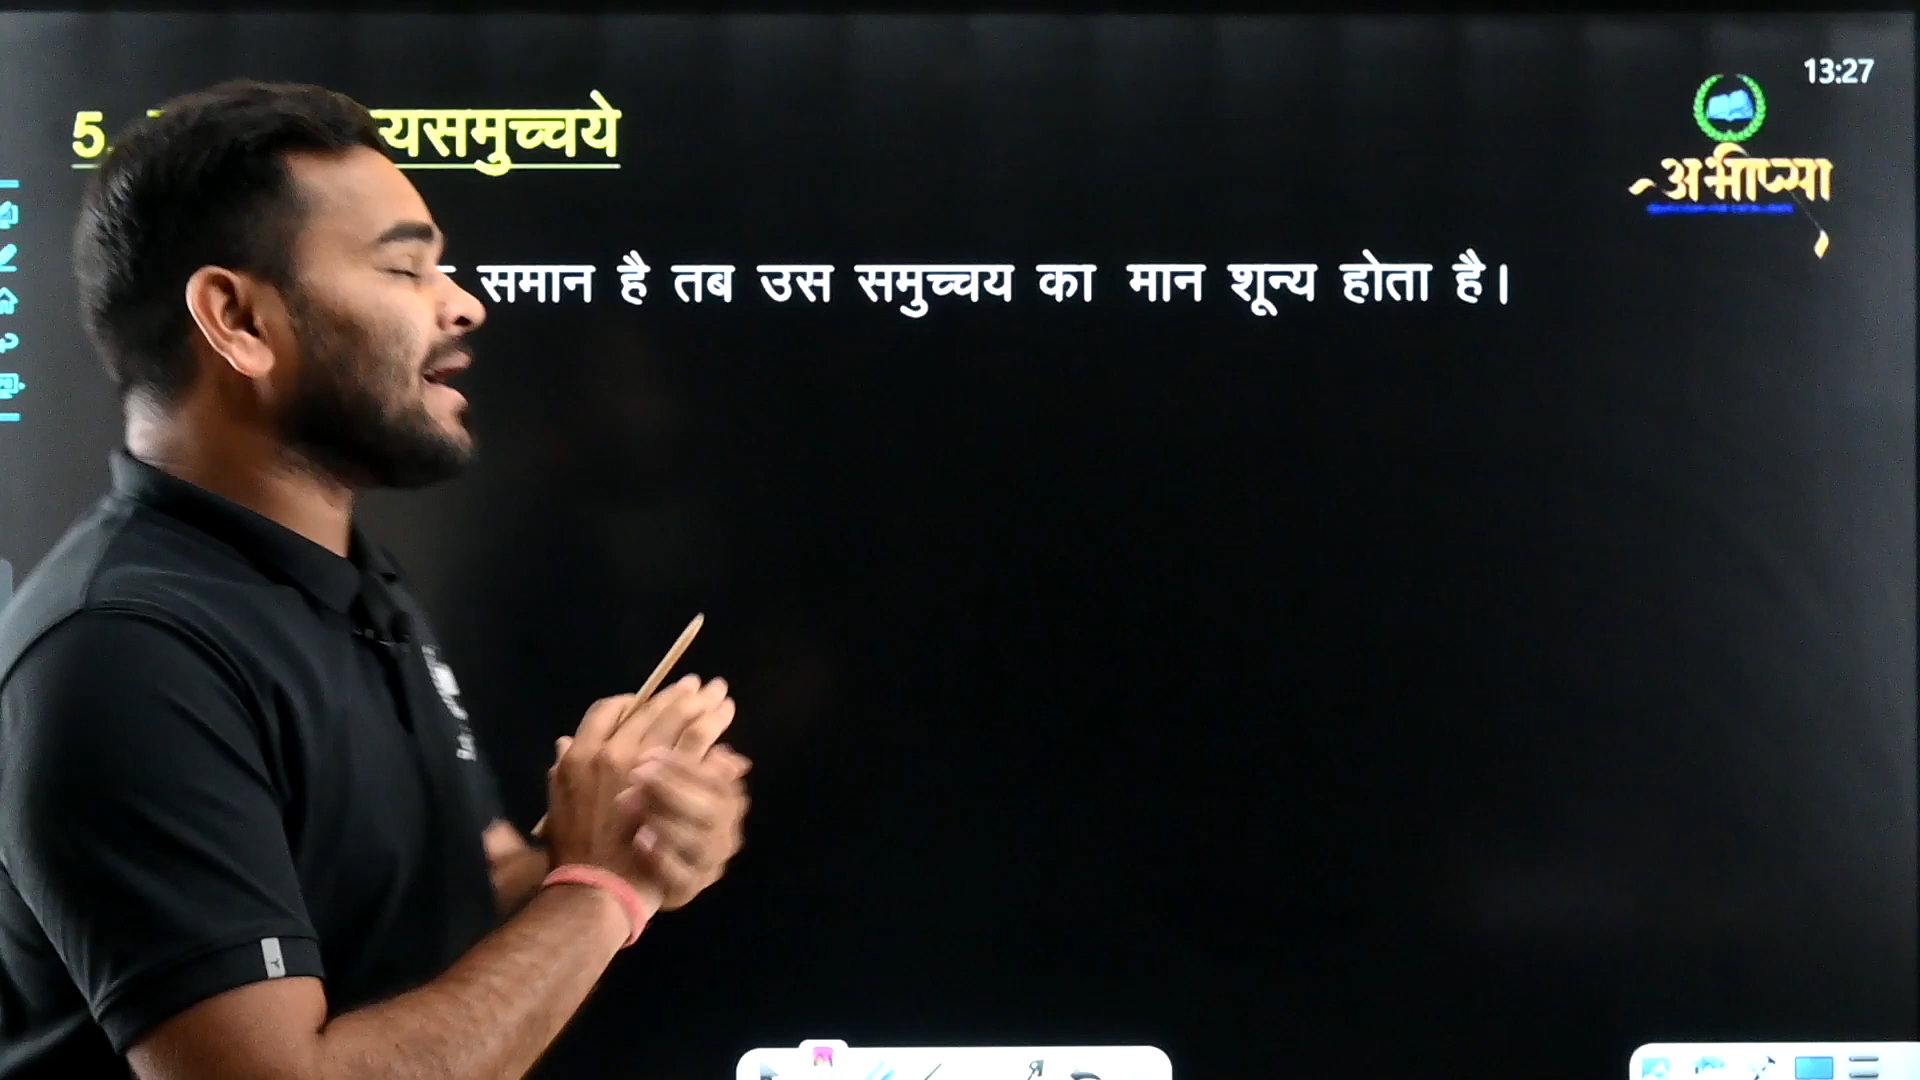 13:27
5. यसमुच्चये
अभीप्सा
समान है तब उस समुच्चय का मान शून्य होता है।